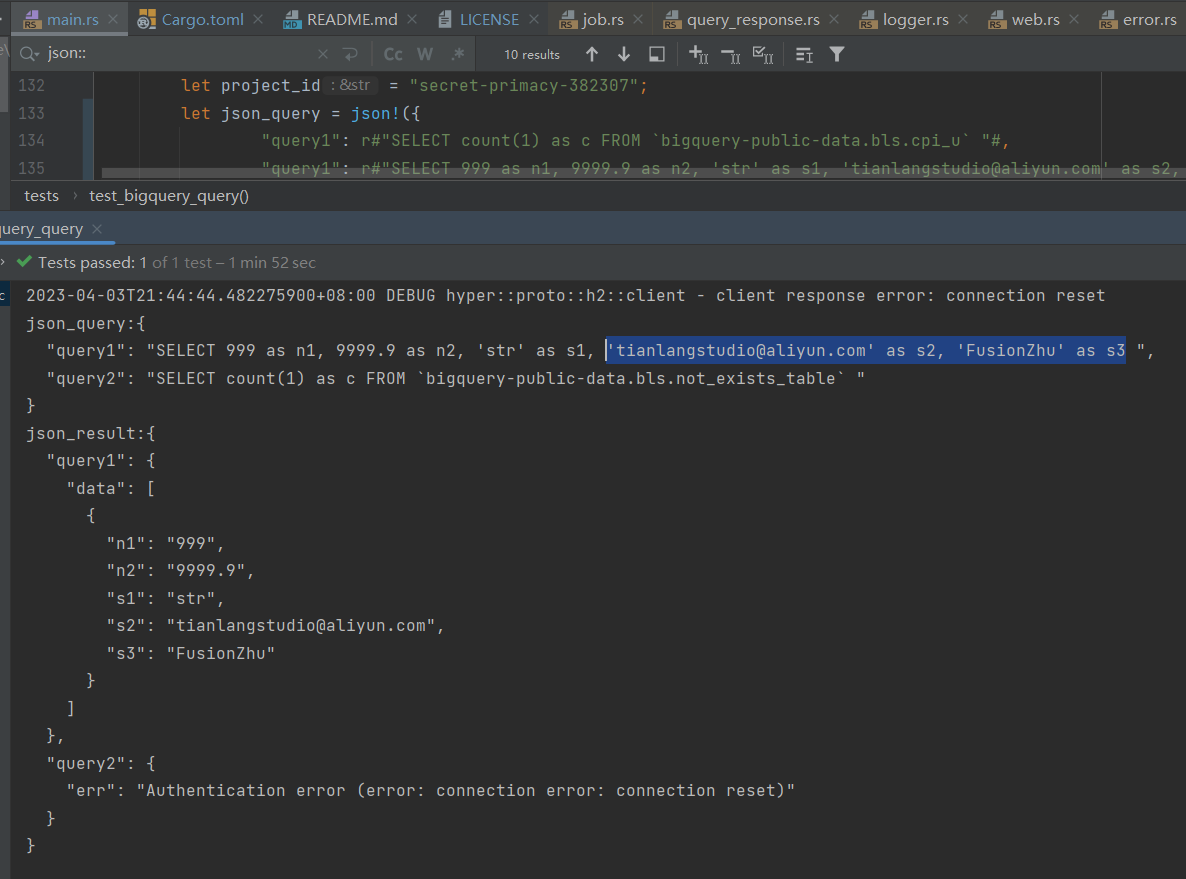 main.rs Cargo.toml README.md LICENSE job.rs query_response.rs logger.rs web.rs error.rs
json:: Cc W .* 10 results
132 let project_id : &str = "secret-primacy-382307";
133 let json_query = json!({
134 "query1": r#"SELECT count(1) as c FROM `bigquery-public-data.bls.cpi_u` "#,
135 "query1": r#"SELECT 999 as n1, 9999.9 as n2, 'str' as s1, 'tianlangstudio@aliyun.com' as s2,
tests › test_bigquery_query()
query_query
Tests passed: 1 of 1 test – 1 min 52 sec
2023-04-03T21:44:44.482275900+08:00 DEBUG hyper::proto::h2::client - client response error: connection reset
json_query:{
"query1": "SELECT 999 as n1, 9999.9 as n2, 'str' as s1, 'tianlangstudio@aliyun.com' as s2, 'FusionZhu' as s3 ",
"query2": "SELECT count(1) as c FROM `bigquery-public-data.bls.not_exists_table` "
}
json_result:{
"query1": {
"data": [
{
"n1": "999",
"n2": "9999.9",
"s1": "str",
"s2": "tianlangstudio@aliyun.com",
"s3": "FusionZhu"
}
]
},
"query2": {
"err": "Authentication error (error: connection error: connection reset)"
}
}